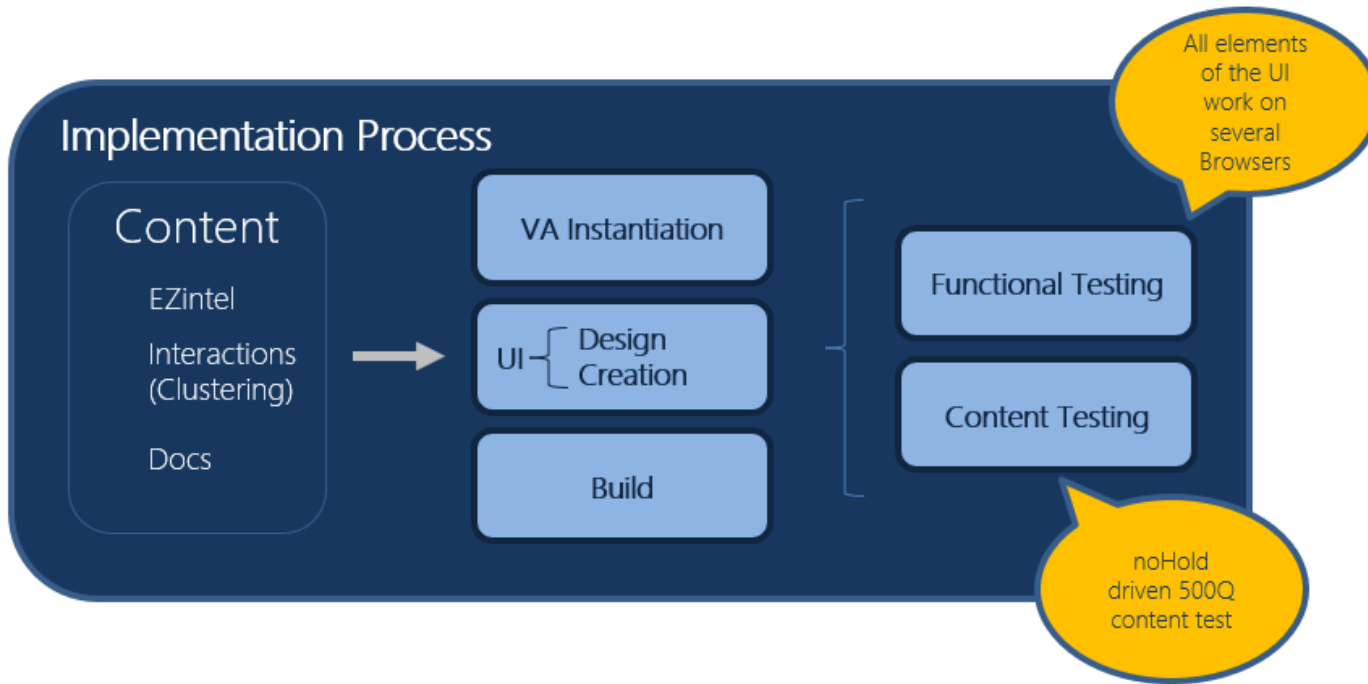 Implementation Process
Content
EZintel
Interactions
(Clustering)
Docs
VA Instantiation
UI
Design
Creation
Build
Functional Testing
Content Testing
All elements
of the UI
work on
several
Browsers
noHold
driven 500Q
content test